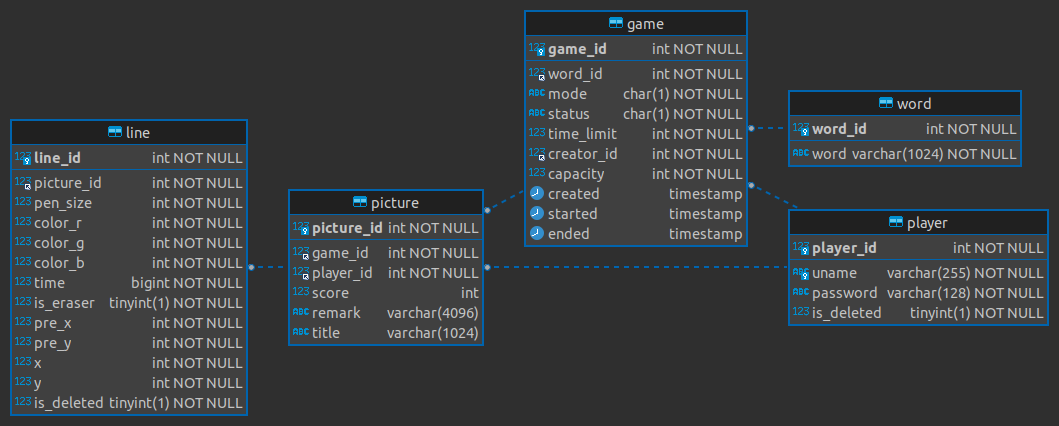 line
123 line_id int NOT NULL
123 picture_id int NOT NULL
123 pen_size int NOT NULL
123 color_r int NOT NULL
123 color_g int NOT NULL
123 color_b int NOT NULL
123 time bigint NOT NULL
123 is_eraser tinyint(1) NOT NULL
123 pre_x int NOT NULL
123 pre_y int NOT NULL
123 x int NOT NULL
123 y int NOT NULL
123 is_deleted tinyint(1) NOT NULL
picture
123 picture_id int NOT NULL
123 game_id int NOT NULL
123 player_id int NOT NULL
123 score int
ABC remark varchar(4096)
ABC title varchar(1024)
game
123 game_id int NOT NULL
123 word_id int NOT NULL
ABC mode char(1) NOT NULL
ABC status char(1) NOT NULL
123 time_limit int NOT NULL
123 creator_id int NOT NULL
123 capacity int NOT NULL
created timestamp
started timestamp
ended timestamp
word
123 word_id int NOT NULL
ABC word varchar(1024) NOT NULL
player
123 player_id int NOT NULL
ABC uname varchar(255) NOT NULL
ABC password varchar(128) NOT NULL
123 is_deleted tinyint(1) NOT NULL